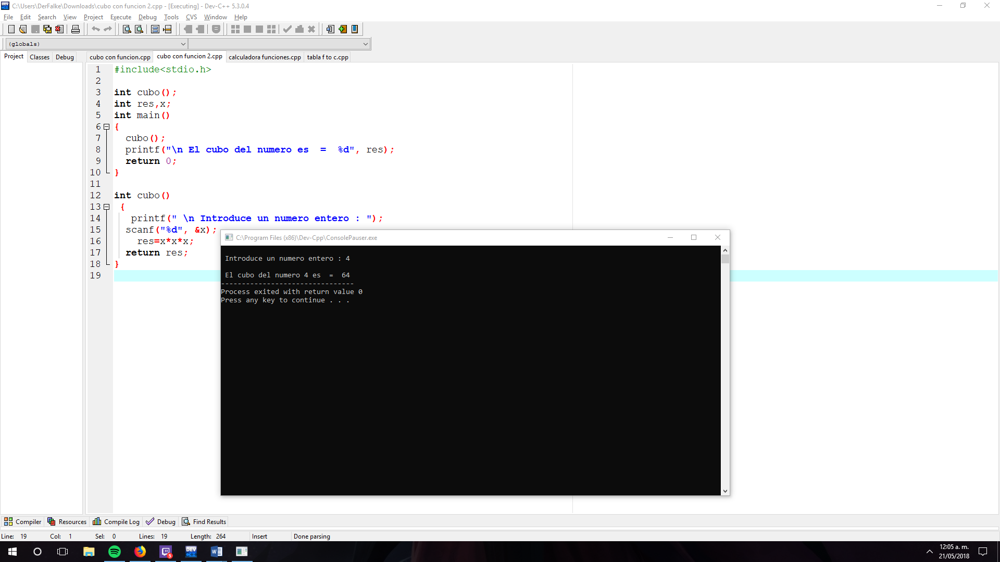 C:\Users\DerFalke\Downloads\cubo con funcion 2.cpp - [Executing] - Dev-C++ 5.3.0.4
File Edit Search View Project Execute Debug Tools CVS Window Help
(globals)
Project Classes Debug
cubo con funcion.cpp cubo con funcion 2.cpp calculadora funciones.cpp tabla f to c.cpp
1 #include<stdio.h>
2
3 int cubo();
4 int res,x;
5 int main()
6 {
7 cubo();
8 printf("\n El cubo del numero es  =  %d", res);
9 return 0;
10 }
11
12 int cubo()
13 {
14 printf(" \n Introduce un numero entero : ");
15 scanf("%d", &x);
16 res=x*x*x;
17 return res;
18 }
19
C:\Program Files (x86)\Dev-Cpp\ConsolePauser.exe
Introduce un numero entero : 4
El cubo del numero 4 es  =  64
--------------------------------
Process exited with return value 0
Press any key to continue . . .
Compiler Resources Compile Log Debug Find Results
Line: 19 Col: 1 Sel: 0 Lines: 19 Length: 264 Insert Done parsing
DEV
5
W
12:05 a. m.
21/05/2018